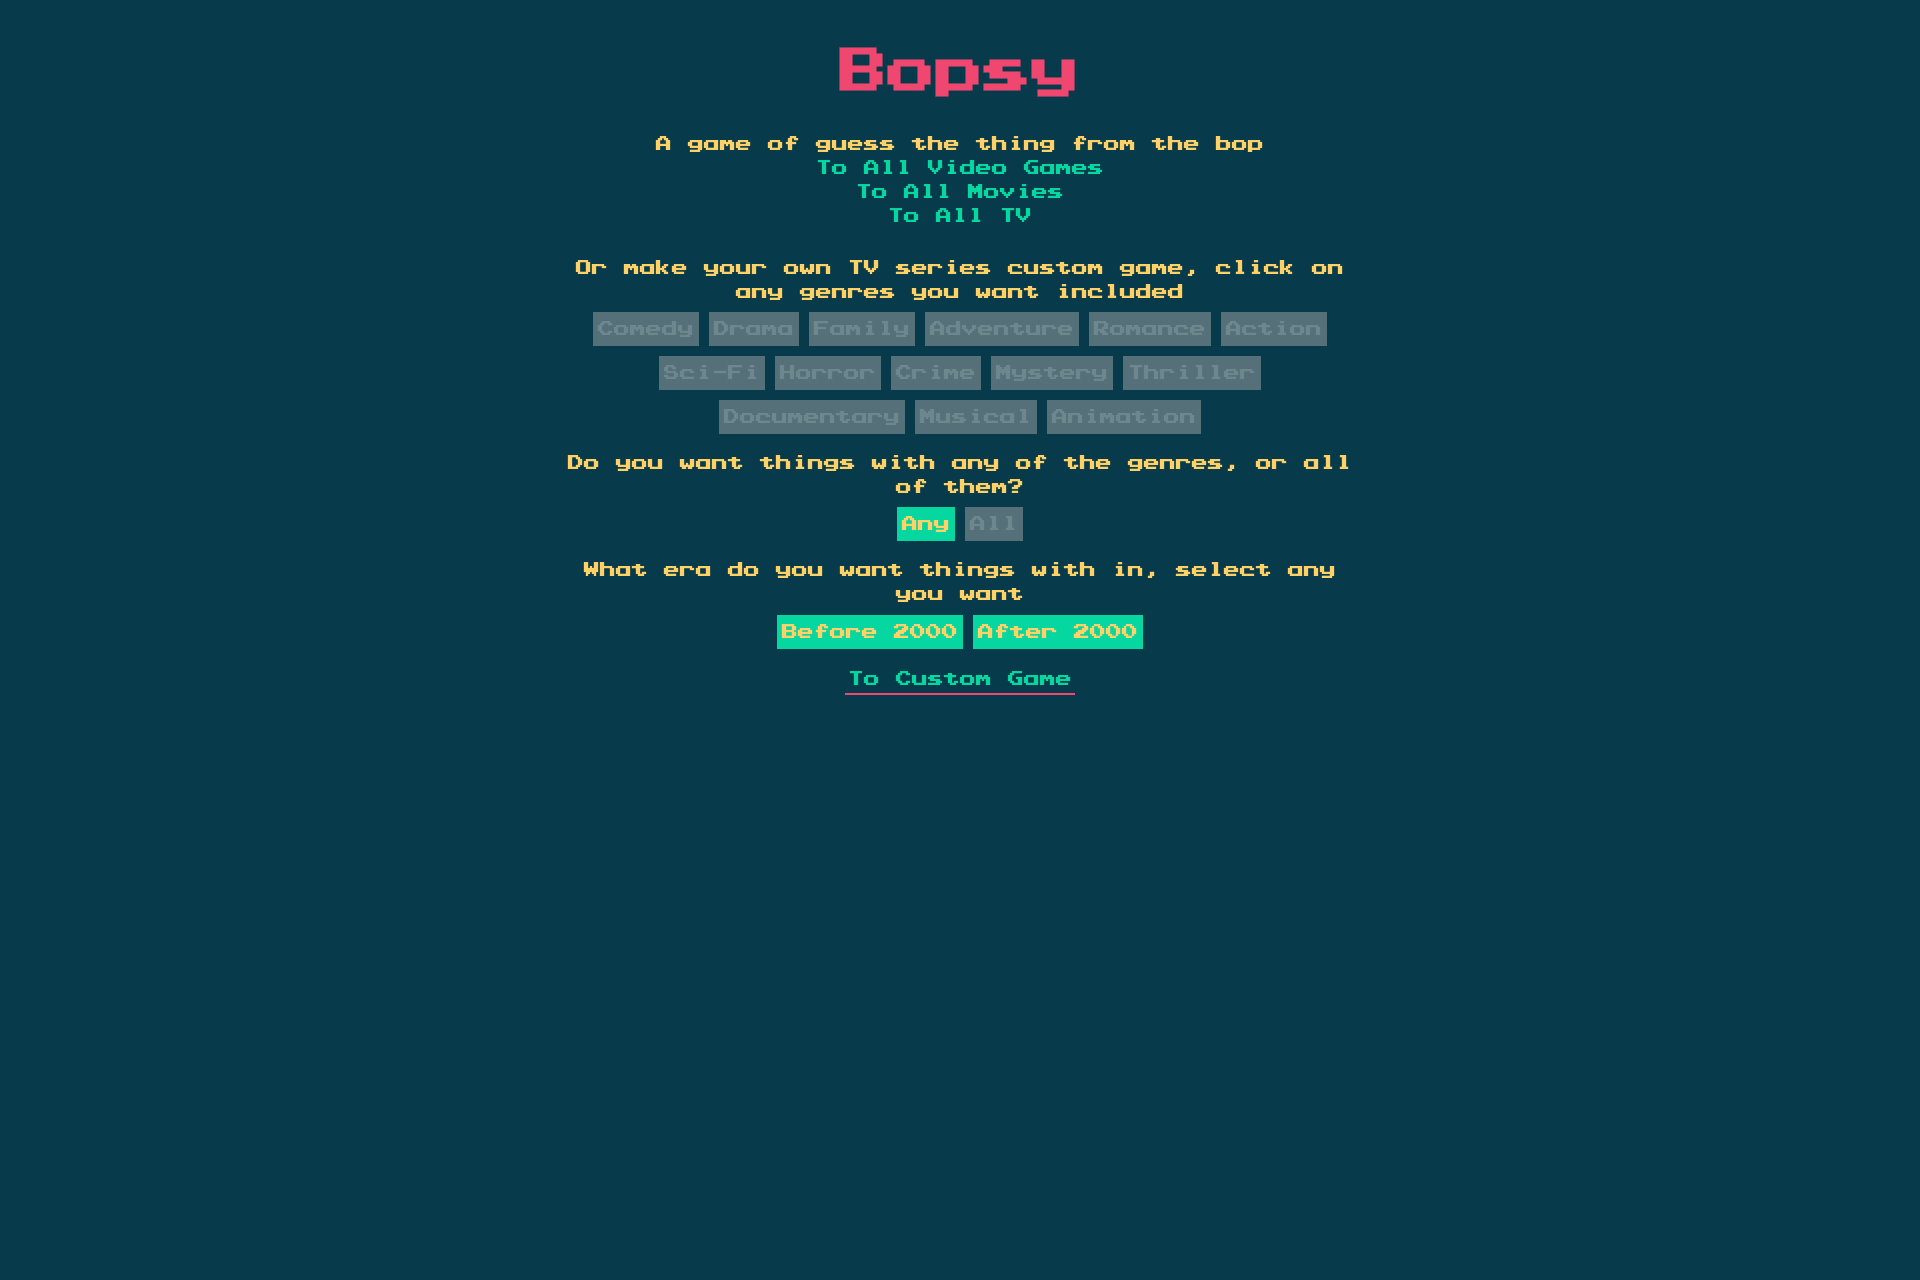 Bopsy
A game of guess the thing from the bop
To All Video Games
To All Movies
To All TV
Or make your own TV series custom game, click on
any genres you want included
Comedy Drama Family Adventure Romance Action
Sci-Fi Horror Crime Mystery Thriller
Documentary Musical Animation
Do you want things with any of the genres, or all
of them?
Any All
What era do you want things with in, select any
you want
Before 2000 After 2000
To Custom Game